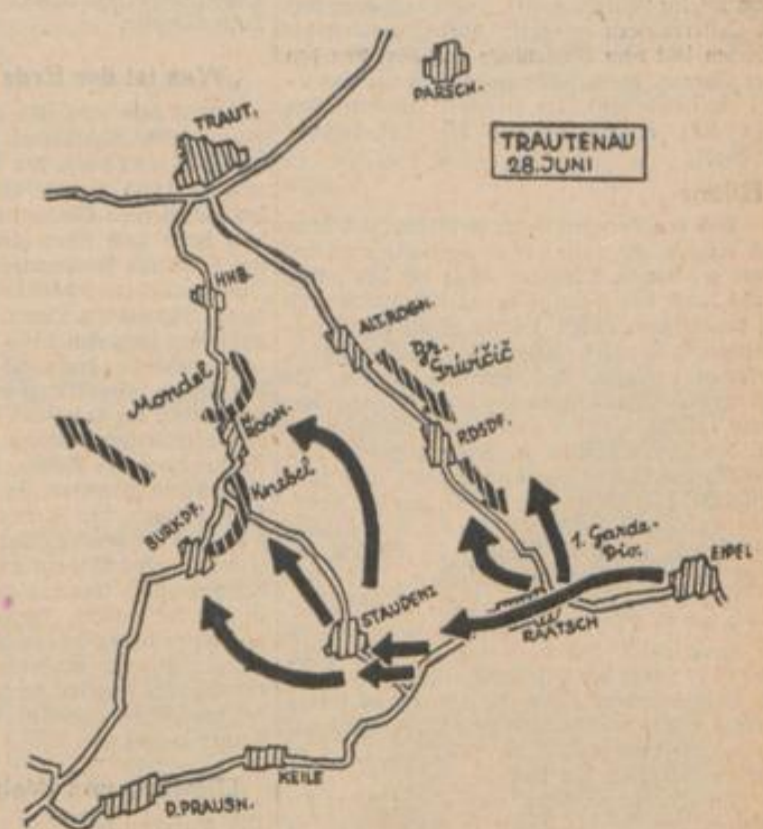 PARSCH.
TRAUT.
TRAUTENAU
28.JUNI
HHB.
ALT.ROGN.
Br.
Grivičić
Mondel
ROGN.
RDSDF.
Knebel
BURKDF.
1. Garde-
Div.
EIPEL
STAUDENZ
RAATSCH
KEILE
D.PRAUSN.